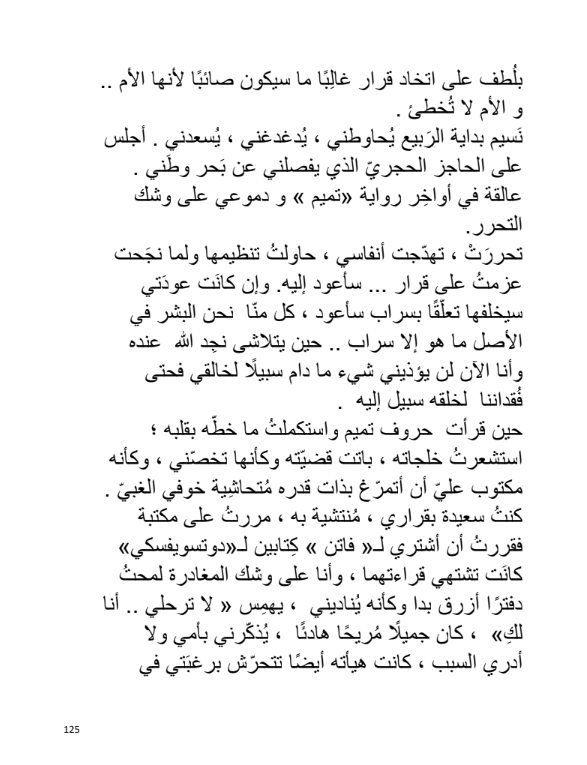 بلُطف على اتخاد قرار غالِبًا ما سيكون صائبًا لأنها الأم ..
و الأم لا تُخطئ .
نَسيم بداية الرَبيع يُحاوطني ، يُدغدغني ، يُسعدني . أجلس
على الحاجز الحجريّ الذي يفصلني عن بَحر وطَني .
عالقة في أواخِر رواية «تميم » و دموعي على وشك
التحرر.
تحررَتْ ، تهدّجت أنفاسي ، حاولتُ تنظيمها ولما نجَحت
عزمتُ على قرار ... سأعود إليه. وإن كانَت عودَتي
سيخلفها تعلّقًا بسراب سأعود ، كل منّا نحن البشر في
الأصل ما هو إلا سراب .. حين يتلاشى نجِد الله عنده
وأنا الآن لن يؤذيني شيء ما دام سبيلًا لخالقي فحتى
فُقداننا لخلقه سبيل إليه .
حين قرأت حروف تميم واستكملتُ ما خطّه بقلبه ؛
استشعرتُ خلجاته ، باتت قضيّته وكأنها تخصّني ، وكأنه
مكتوب عليّ أن أتمرّغ بذات قدره مُتحاشِية خوفي الغبيّ .
كنتُ سعيدة بقراري ، مُنتشية به ، مررتُ على مكتبة
فقررتُ أن أشتري لـ« فاتن » كِتابين لـ«دوتسويفسكي»
كانَت تشتهي قراءتهما ، وأنا على وشك المغادرة لمحتُ
دفترًا أزرق بدا وكأنه يُناديني ، يهمِس « لا ترحلي .. أنا
لكِ» ، كان جميلًا مُريحًا هادئًا ، يُذكّرني بأمي ولا
أدري السبب ، كانت هيأته أيضًا تتحرّش برغبَتي في
125